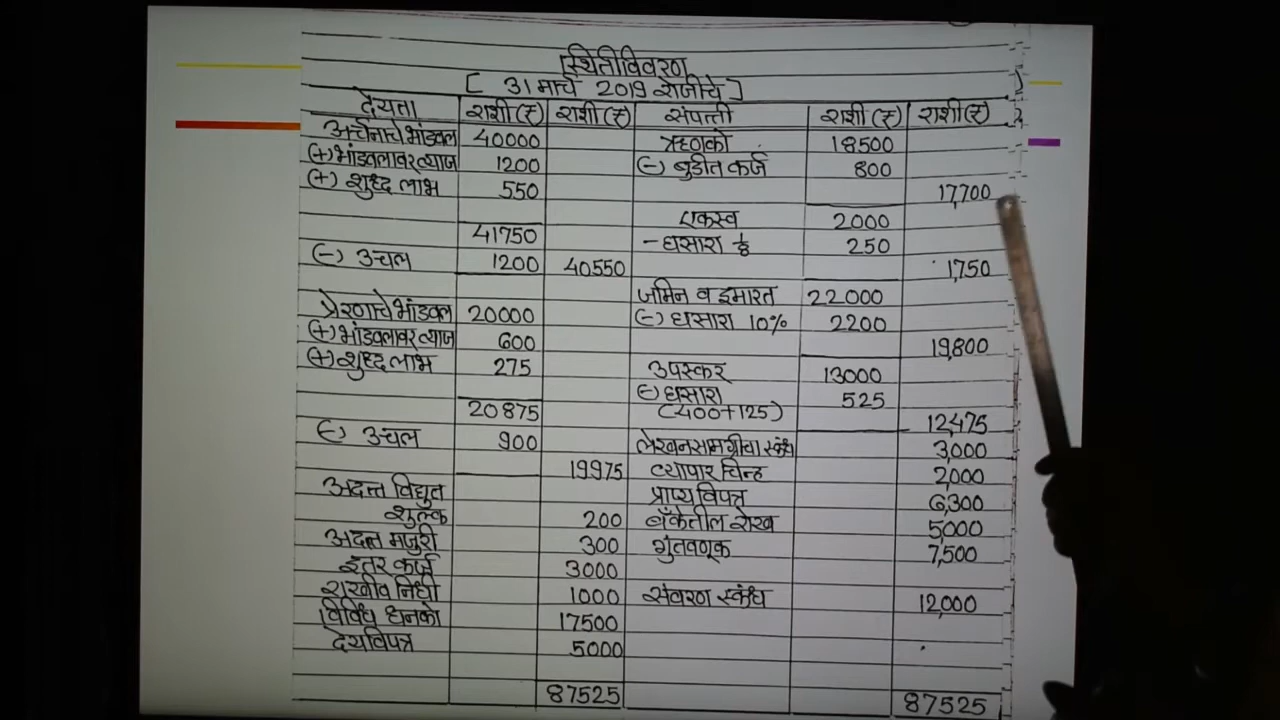 स्थितीविवरण
[ 31 मार्च 2019 रोजीचे ]
देयता राशी(₹) राशी(₹) संपत्ती राशी(₹) राशी(₹)
अर्चनाचे भांडवल 40000 ऋणको 18500
(+) भांडवलावर व्याज 1200 (-) बुडीत कर्ज 800
(+) शुध्द लाभ 550 17,700
एकस्व 2000
41750 - घसारा 1/8 250
(-) उचल 1200 40550 1,750
जमिन व इमारत 22000
प्रेरणाचे भांडवल 20000 (-) घसारा 10% 2200
(+) भांडवलावर व्याज 600 19,800
(+) शुध्द लाभ 275 उपस्कर 13000
(-) घसारा 525
20875 (400+125) 12,475
(-) उचल 900 लेखनसामग्रीचा स्कंध 3,000
19975 व्यापार चिन्ह 2,000
अदत्त विद्युत प्राप्य विपत्र 6,300
शुल्क 200 बँकेतील रोख 5,000
अदत्त मजुरी 300 गुंतवणूक 7,500
इतर कर्ज 3000
राखीव निधी 1000 संवरण स्कंध 12,000
विविध धनको 17500
देयविपत्र 5000
87525 87525